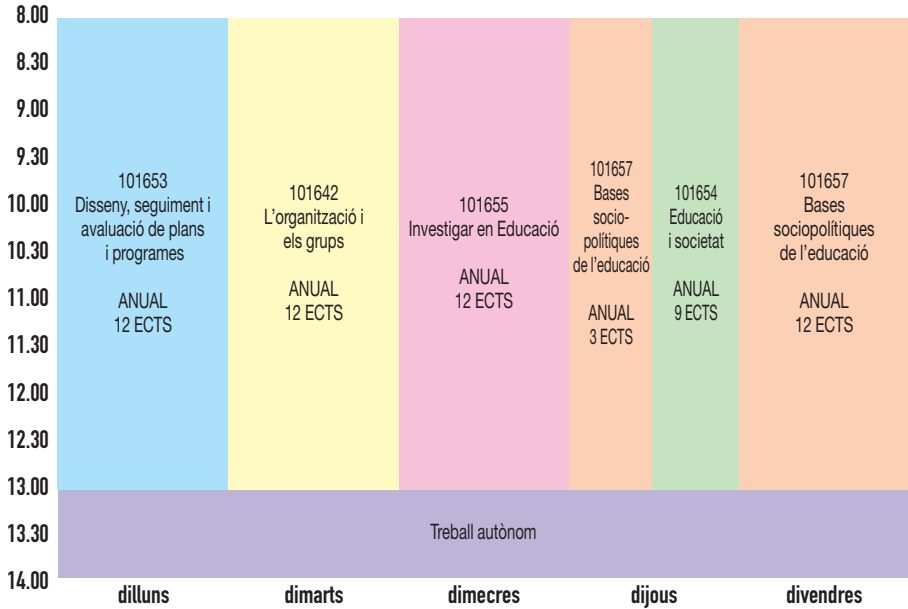 8.00
8.30
9.00
9.30
10.00
10.30
11.00
11.30
12.00
12.30
13.00
13.30
14.00
101653
Disseny, seguiment i
avaluació de plans
i programes
ANUAL
12 ECTS
101642
L'organització i
els grups
ANUAL
12 ECTS
101655
Investigar en Educació
ANUAL
12 ECTS
101657
Bases
socio-
polítiques
de l'educació
ANUAL
3 ECTS
101654
Educació
i societat
ANUAL
9 ECTS
101657
Bases
sociopolítiques
de l'educació
ANUAL
12 ECTS
Treball autònom
dilluns
dimarts
dimecres
dijous
divendres